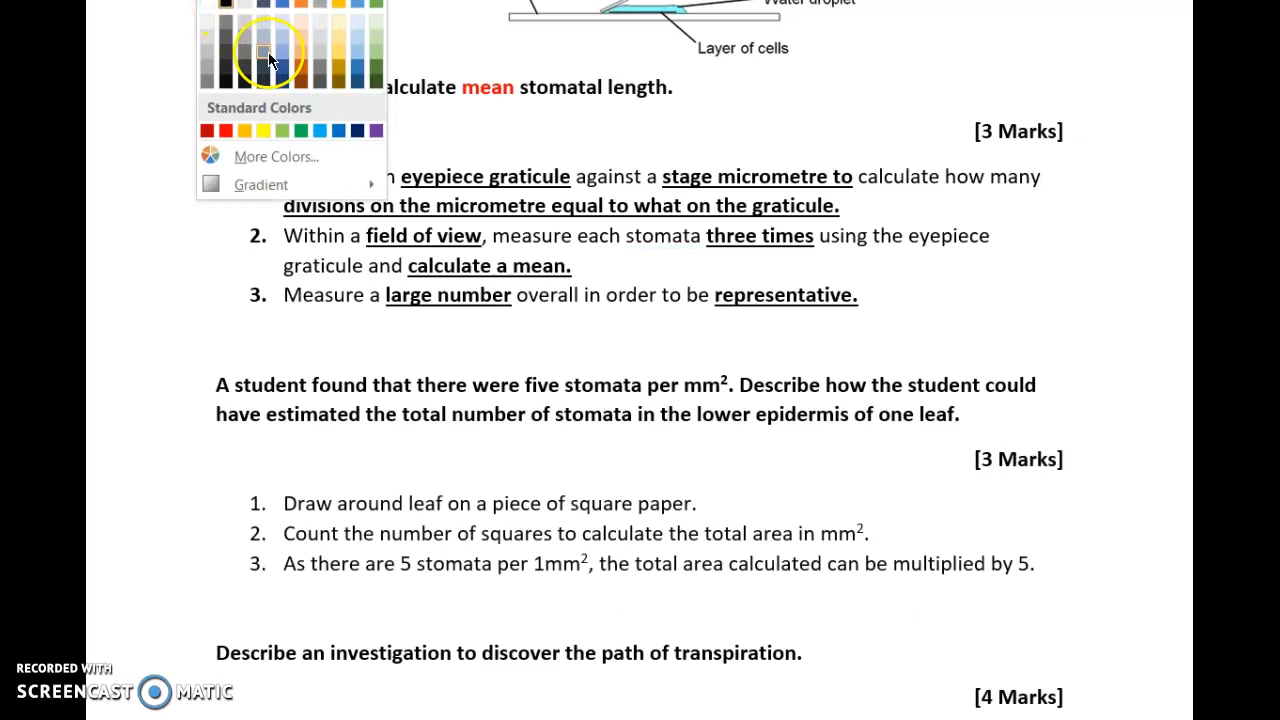 Layer of cells
alculate mean stomatal length.
Standard Colors
[3 Marks]
More Colors...
n eyepiece graticule against a stage micrometre to calculate how many
Gradient
divisions on the micrometre equal to what on the graticule.
2. Within a field of view, measure each stomata three times using the eyepiece
graticule and calculate a mean.
3. Measure a large number overall in order to be representative.
A student found that there were five stomata per mm². Describe how the student could
have estimated the total number of stomata in the lower epidermis of one leaf.
[3 Marks]
1. Draw around leaf on a piece of square paper.
2. Count the number of squares to calculate the total area in mm².
3. As there are 5 stomata per 1mm², the total area calculated can be multiplied by 5.
Describe an investigation to discover the path of transpiration.
[4 Marks]
RECORDED WITH
SCREENCAST MATIC